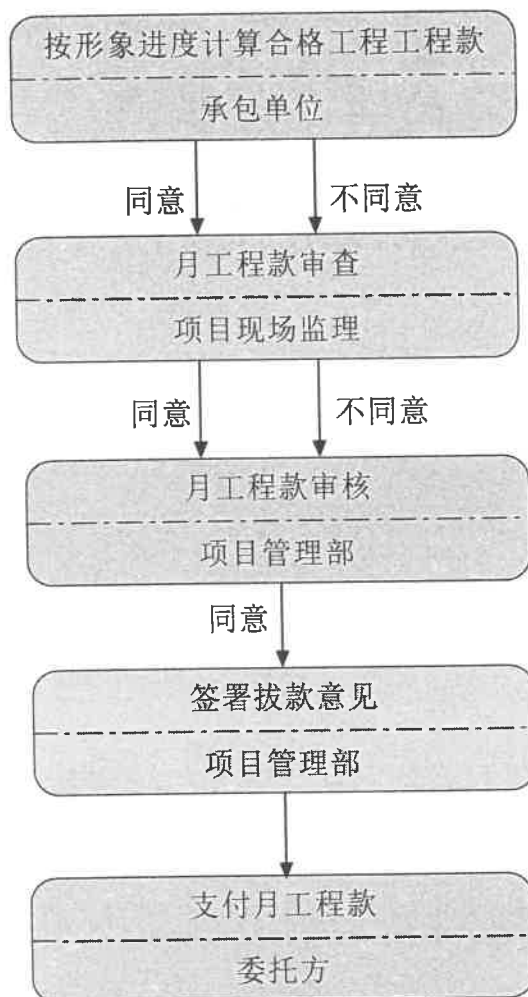 按形象进度计算合格工程工程款
承包单位
同意 不同意
月工程款审查
项目现场监理
同意 不同意
月工程款审核
项目管理部
同意
签署拔款意见
项目管理部
支付月工程款
委托方